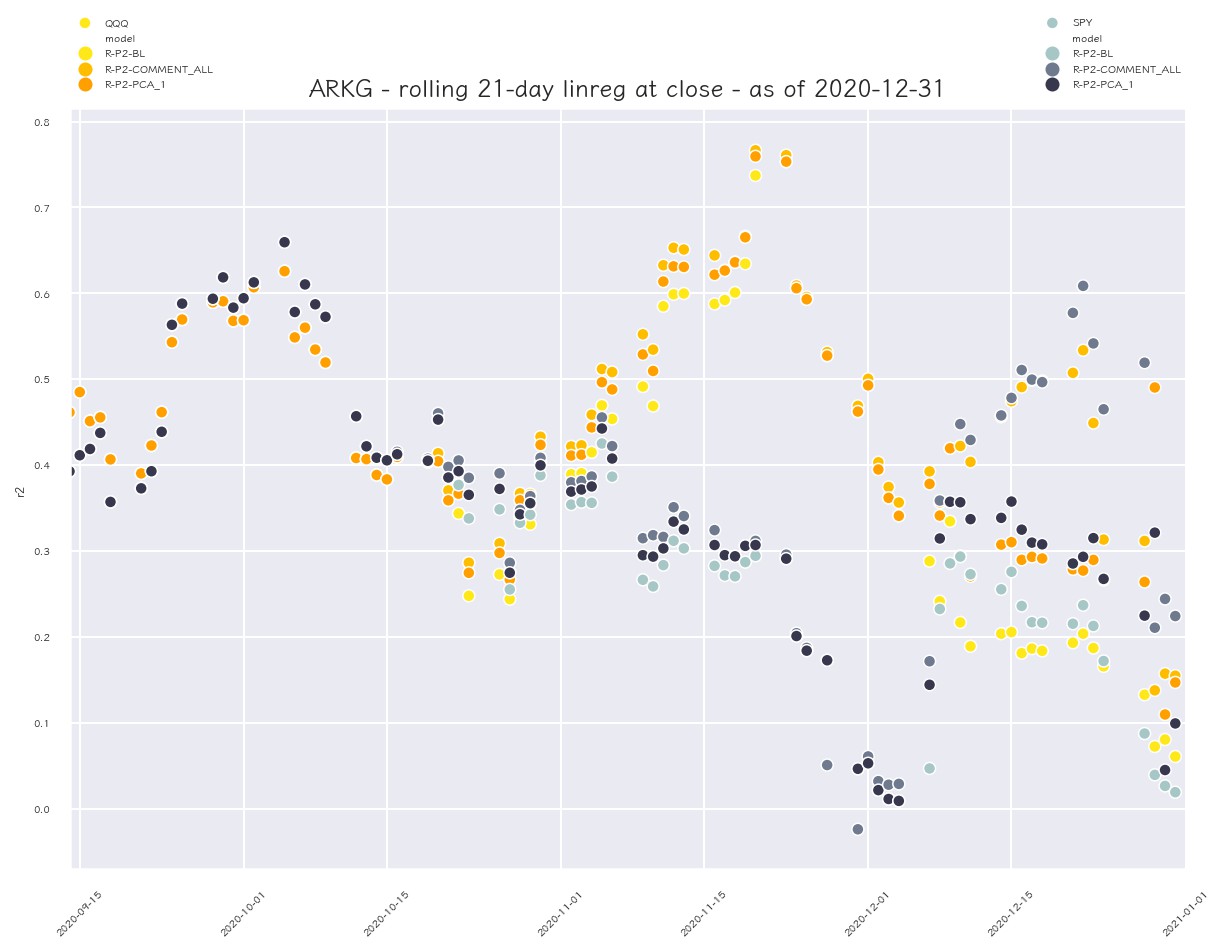 QQQ
model
R-P2-BL
R-P2-COMMENT_ALL
R-P2-PCA_1
SPY
model
R-P2-BL
R-P2-COMMENT_ALL
R-P2-PCA_1
ARKG - rolling 21-day linreg at close - as of 2020-12-31
0.8
0.7
0.6
0.5
0.4
0.3
0.2
0.1
0.0
r2
2020-09-15
2020-10-01
2020-10-15
2020-11-01
2020-11-15
2020-12-01
2020-12-15
2021-01-01